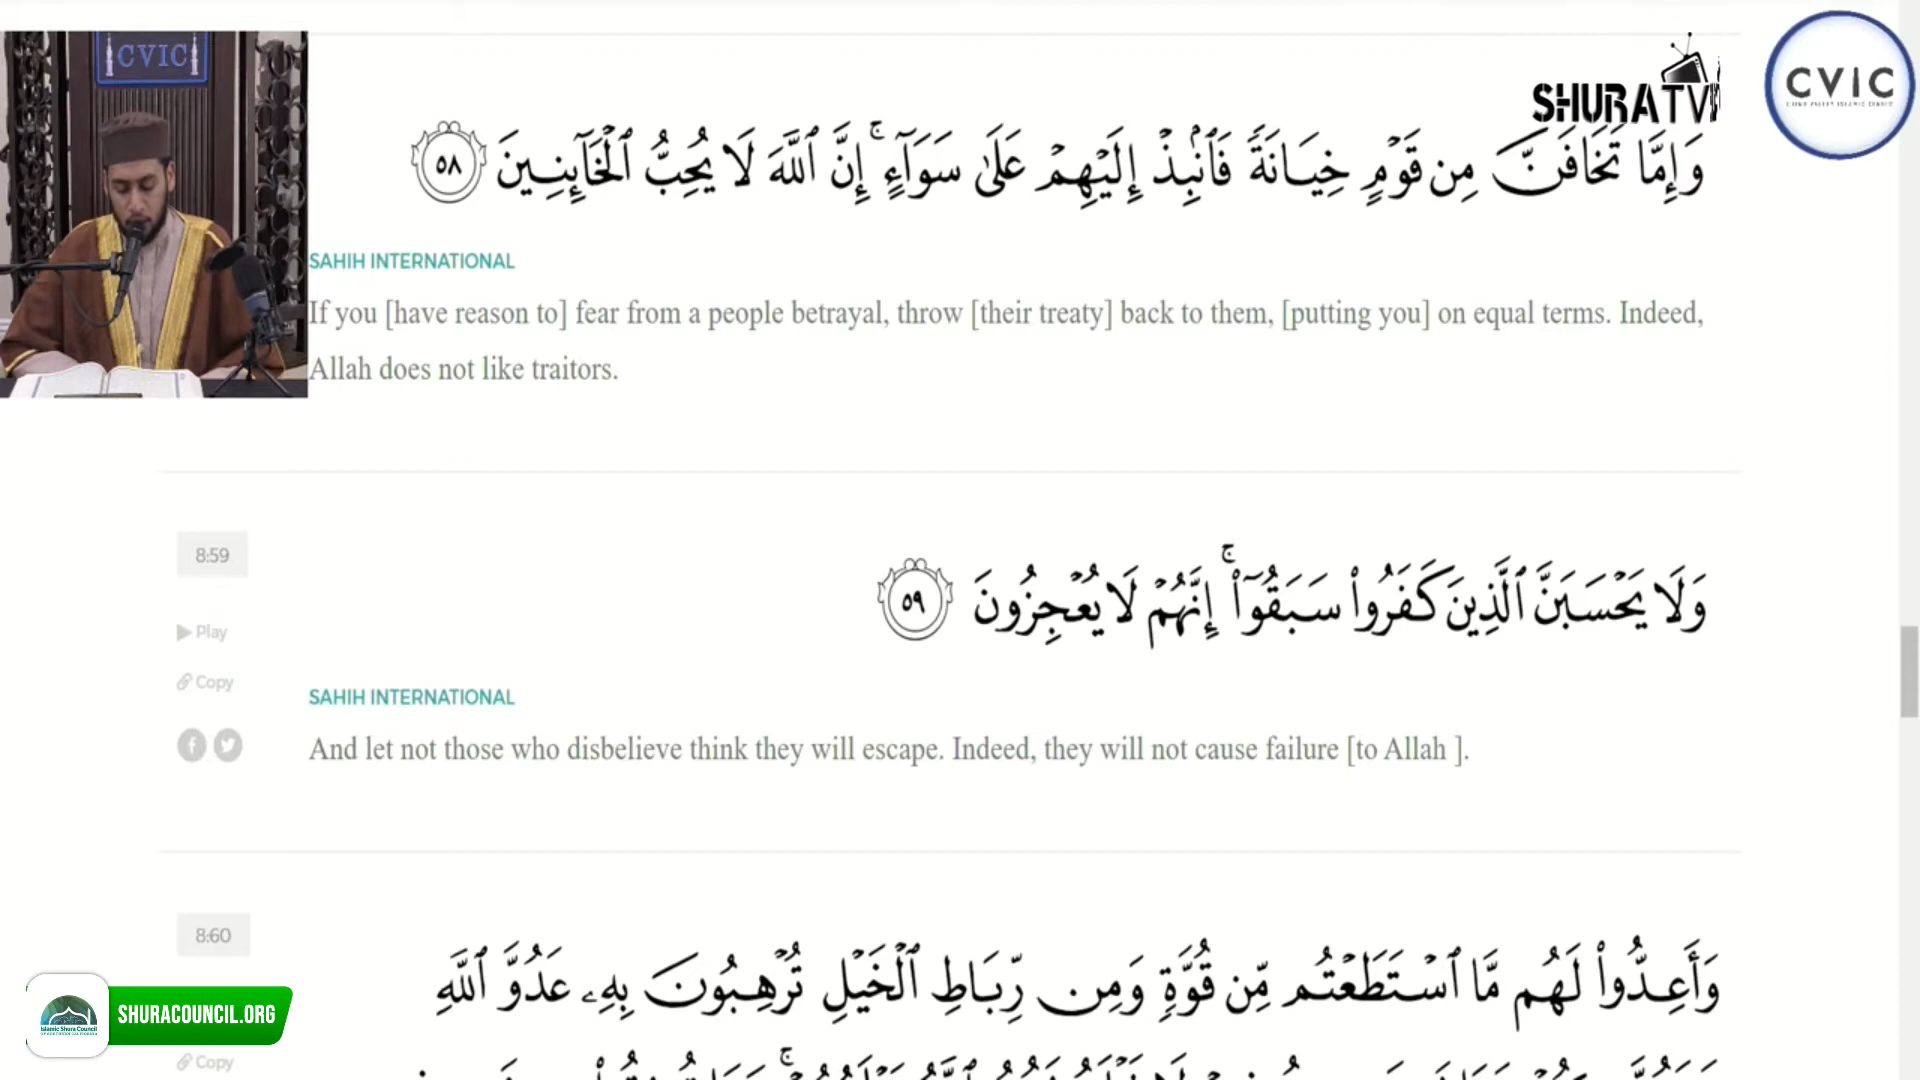 CVIC
SHURATV
CVIC
وَإِمَّا تَخَافَنَّ مِن قَوْمٍ خِيَانَةً فَٱنۢبِذْ إِلَيْهِمْ عَلَىٰ سَوَآءٍ ۚ إِنَّ ٱللَّهَ لَا يُحِبُّ ٱلْخَآئِنِينَ ٥٨
SAHIH INTERNATIONAL
If you [have reason to] fear from a people betrayal, throw [their treaty] back to them, [putting you] on equal terms. Indeed,
Allah does not like traitors.
8:59
وَلَا يَحْسَبَنَّ ٱلَّذِينَ كَفَرُوا۟ سَبَقُوٓا۟ ۚ إِنَّهُمْ لَا يُعْجِزُونَ ٥٩
Play
Copy
SAHIH INTERNATIONAL
And let not those who disbelieve think they will escape. Indeed, they will not cause failure [to Allah ].
8:60
وَأَعِدُّوا۟ لَهُم مَّا ٱسْتَطَعْتُم مِّن قُوَّةٍ وَمِن رِّبَاطِ ٱلْخَيْلِ تُرْهِبُونَ بِهِۦ عَدُوَّ ٱللَّهِ
Islamic Shura Council
SHURACOUNCIL.ORG
Copy